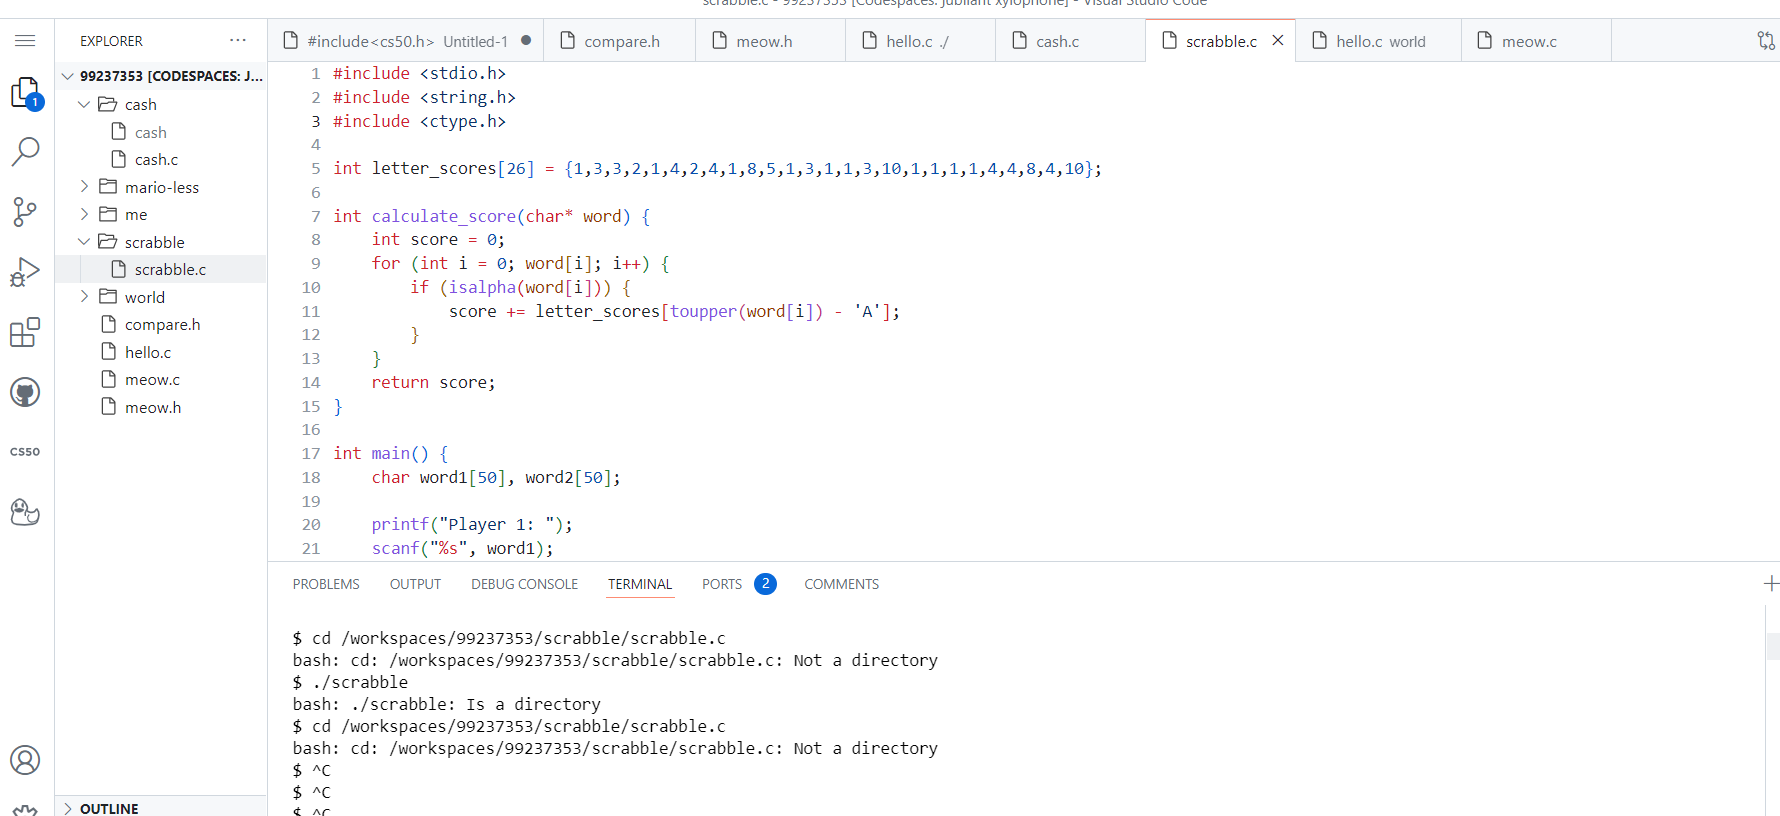 scrabble.c - 99237353 [Codespaces: jubilant xylophone] - Visual Studio Code
EXPLORER
99237353 [CODESPACES: J...
cash
cash
cash.c
mario-less
me
scrabble
scrabble.c
world
compare.h
hello.c
meow.c
meow.h
OUTLINE
1
CS50
#include<cs50.h> Untitled-1
compare.h
meow.h
hello.c ./
cash.c
scrabble.c
hello.c world
meow.c
1 #include <stdio.h>
2 #include <string.h>
3 #include <ctype.h>
4
5 int letter_scores[26] = {1,3,3,2,1,4,2,4,1,8,5,1,3,1,1,3,10,1,1,1,1,4,4,8,4,10};
6
7 int calculate_score(char* word) {
8 int score = 0;
9 for (int i = 0; word[i]; i++) {
10 if (isalpha(word[i])) {
11 score += letter_scores[toupper(word[i]) - 'A'];
12 }
13 }
14 return score;
15 }
16
17 int main() {
18 char word1[50], word2[50];
19
20 printf("Player 1: ");
21 scanf("%s", word1);
PROBLEMS OUTPUT DEBUG CONSOLE TERMINAL PORTS 2 COMMENTS
$ cd /workspaces/99237353/scrabble/scrabble.c
bash: cd: /workspaces/99237353/scrabble/scrabble.c: Not a directory
$ ./scrabble
bash: ./scrabble: Is a directory
$ cd /workspaces/99237353/scrabble/scrabble.c
bash: cd: /workspaces/99237353/scrabble/scrabble.c: Not a directory
$ ^C
$ ^C
$ ^C